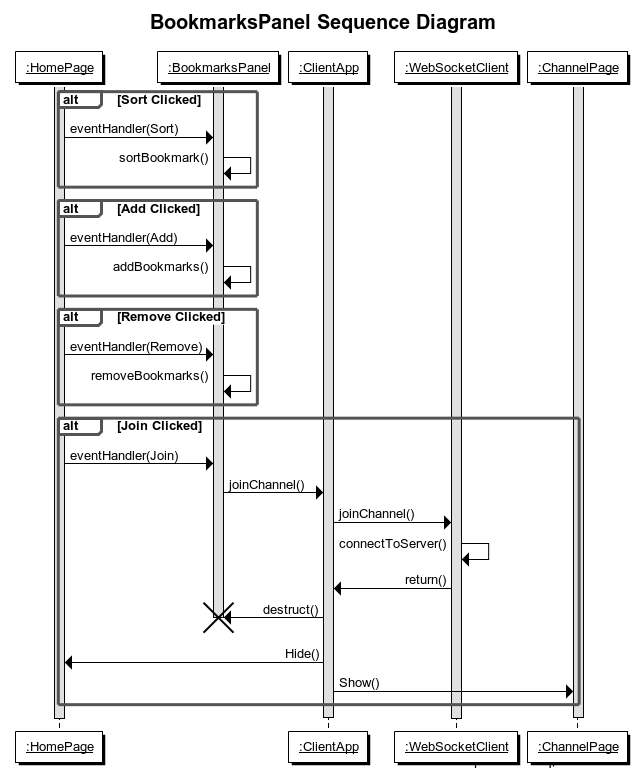 BookmarksPanel Sequence Diagram
:HomePage :BookmarksPanel :ClientApp :WebSocketClient :ChannelPage
alt [Sort Clicked]
eventHandler(Sort)
sortBookmark()
alt [Add Clicked]
eventHandler(Add)
addBookmarks()
alt [Remove Clicked]
eventHandler(Remove)
removeBookmarks()
alt [Join Clicked]
eventHandler(Join)
joinChannel()
joinChannel()
connectToServer()
return()
destruct()
Hide()
Show()
:HomePage :ClientApp :WebSocketClient :ChannelPage